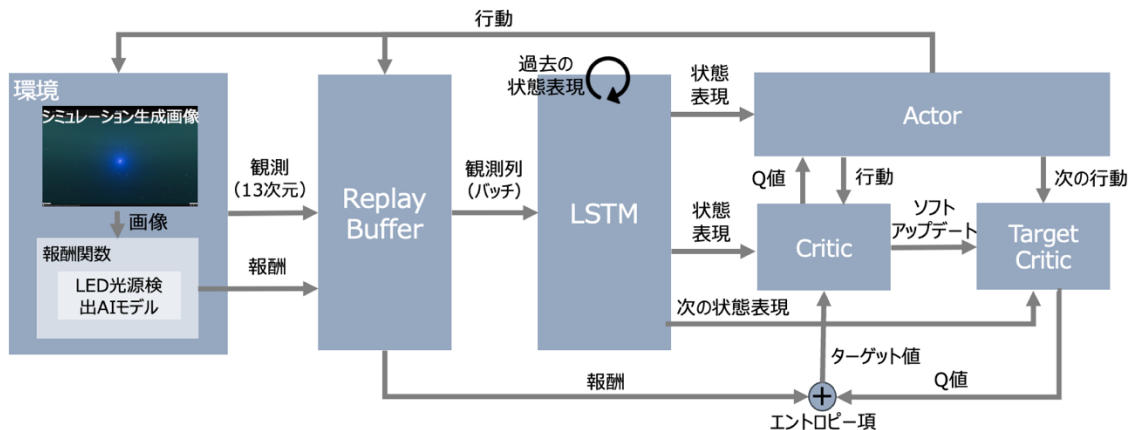 行動
環境
シミュレーション生成画像
画像
報酬関数
LED光源検
出AIモデル
観測
(13次元)
報酬
Replay
Buffer
観測列
(バッチ)
過去の
状態表現
LSTM
状態
表現
状態
表現
次の状態表現
Actor
Q値
行動
次の行動
Critic
ソフト
アップデート
Target
Critic
ターゲット値
報酬
Q値
エントロピー項